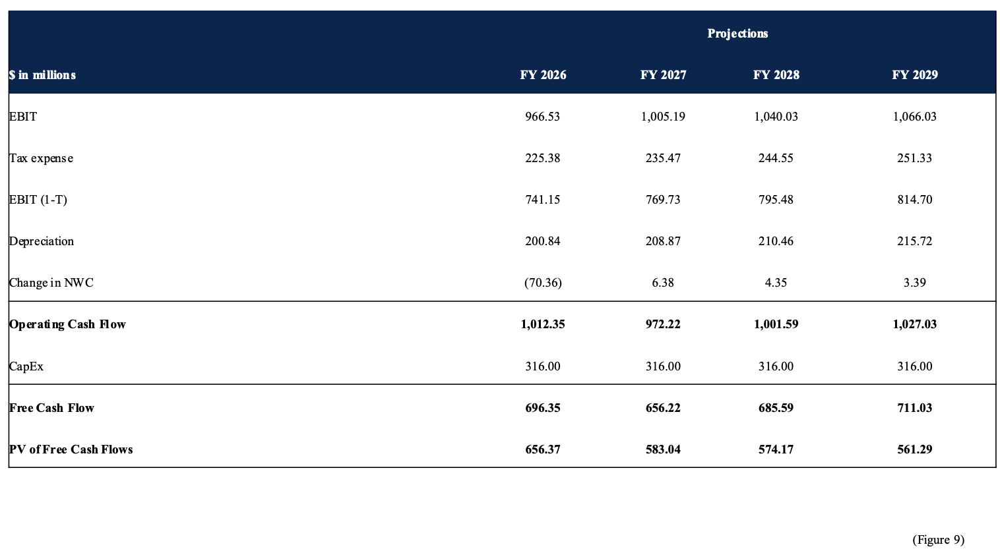 Projections
$ in millions FY 2026 FY 2027 FY 2028 FY 2029
EBIT 966.53 1,005.19 1,040.03 1,066.03
Tax expense 225.38 235.47 244.55 251.33
EBIT (1-T) 741.15 769.73 795.48 814.70
Depreciation 200.84 208.87 210.46 215.72
Change in NWC (70.36) 6.38 4.35 3.39
Operating Cash Flow 1,012.35 972.22 1,001.59 1,027.03
CapEx 316.00 316.00 316.00 316.00
Free Cash Flow 696.35 656.22 685.59 711.03
PV of Free Cash Flows 656.37 583.04 574.17 561.29
(Figure 9)